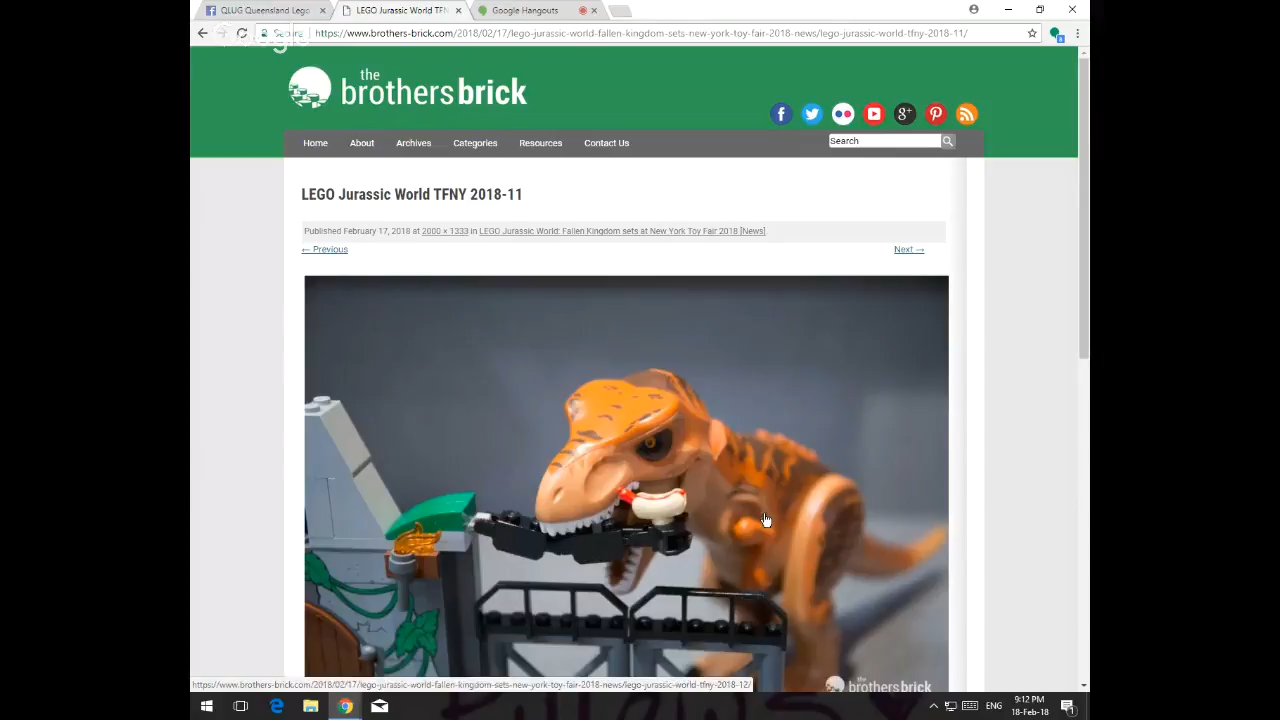 QLUG Queensland Lego
LEGO Jurassic World TFN
Google Hangouts
https://www.brothers-brick.com/2018/02/17/lego-jurassic-world-fallen-kingdom-sets-new-york-toy-fair-2018-news/lego-jurassic-world-tfny-2018-11/
the
brothers brick
Home About Archives Categories Resources Contact Us
Search
LEGO Jurassic World TFNY 2018-11
Published February 17, 2018 at 2000 × 1333 in LEGO Jurassic World: Fallen Kingdom sets at New York Toy Fair 2018 [News]
← Previous
Next →
the
brothers brick
https://www.brothers-brick.com/2018/02/17/lego-jurassic-world-fallen-kingdom-sets-new-york-toy-fair-2018-news/lego-jurassic-world-tfny-2018-12/
ENG
9:12 PM
18-Feb-18